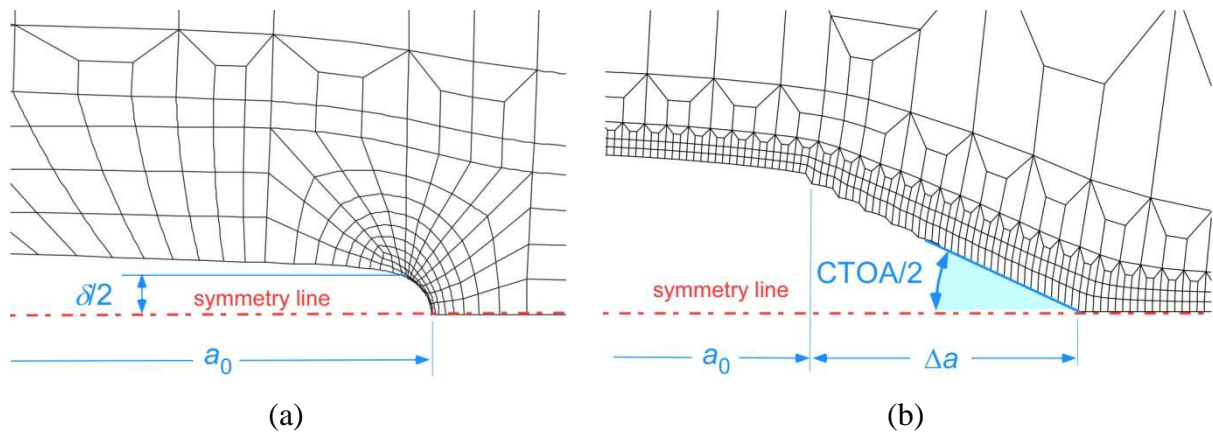 δ/2
symmetry line
a₀
(a)
CTOA/2
symmetry line
a₀
Δa
(b)